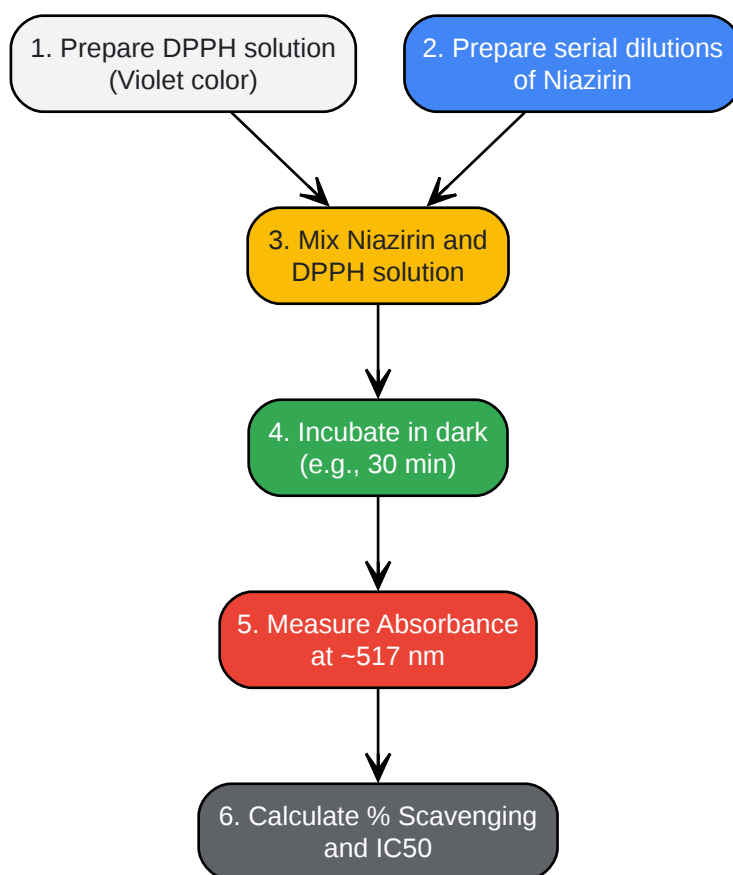 1. Prepare DPPH solution
(Violet color)
2. Prepare serial dilutions
of Niazirin
3. Mix Niazirin and
DPPH solution
4. Incubate in dark
(e.g., 30 min)
5. Measure Absorbance
at ~517 nm
6. Calculate % Scavenging
and IC50